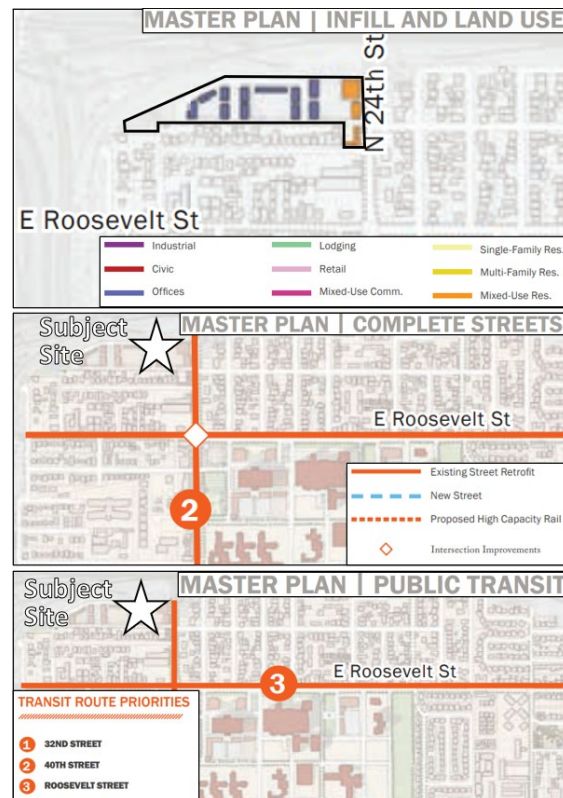 MASTER PLAN | INFILL AND LAND USE
N 24th St
E Roosevelt St
Industrial
Lodging
Single-Family Res.
Civic
Retail
Multi-Family Res.
Offices
Mixed-Use Comm.
Mixed-Use Res.
Subject
Site
MASTER PLAN | COMPLETE STREETS
E Roosevelt St
2
Existing Street Retrofit
New Street
Proposed High Capacity Rail
Intersection Improvements
Subject
Site
MASTER PLAN | PUBLIC TRANSIT
E Roosevelt St
3
TRANSIT ROUTE PRIORITIES
1 32ND STREET
2 40TH STREET
3 ROOSEVELT STREET